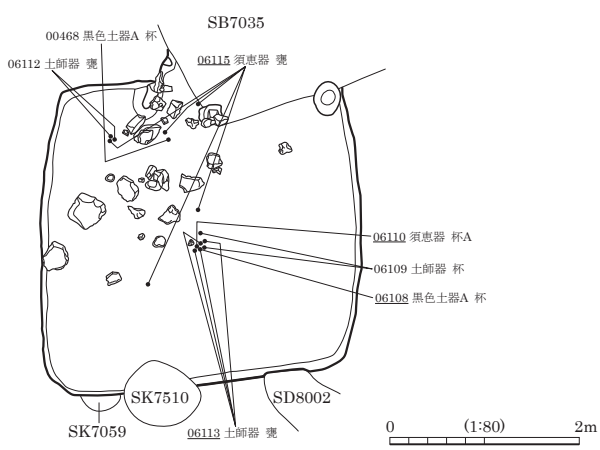 SB7035
00468 黒色土器A 杯
06112 土師器 甕
06115 須恵器 甕
06110 須恵器 杯A
06109 土師器 杯
06108 黒色土器A 杯
SK7510
SD8002
SK7059
06113 土師器 甕
0 (1:80) 2m